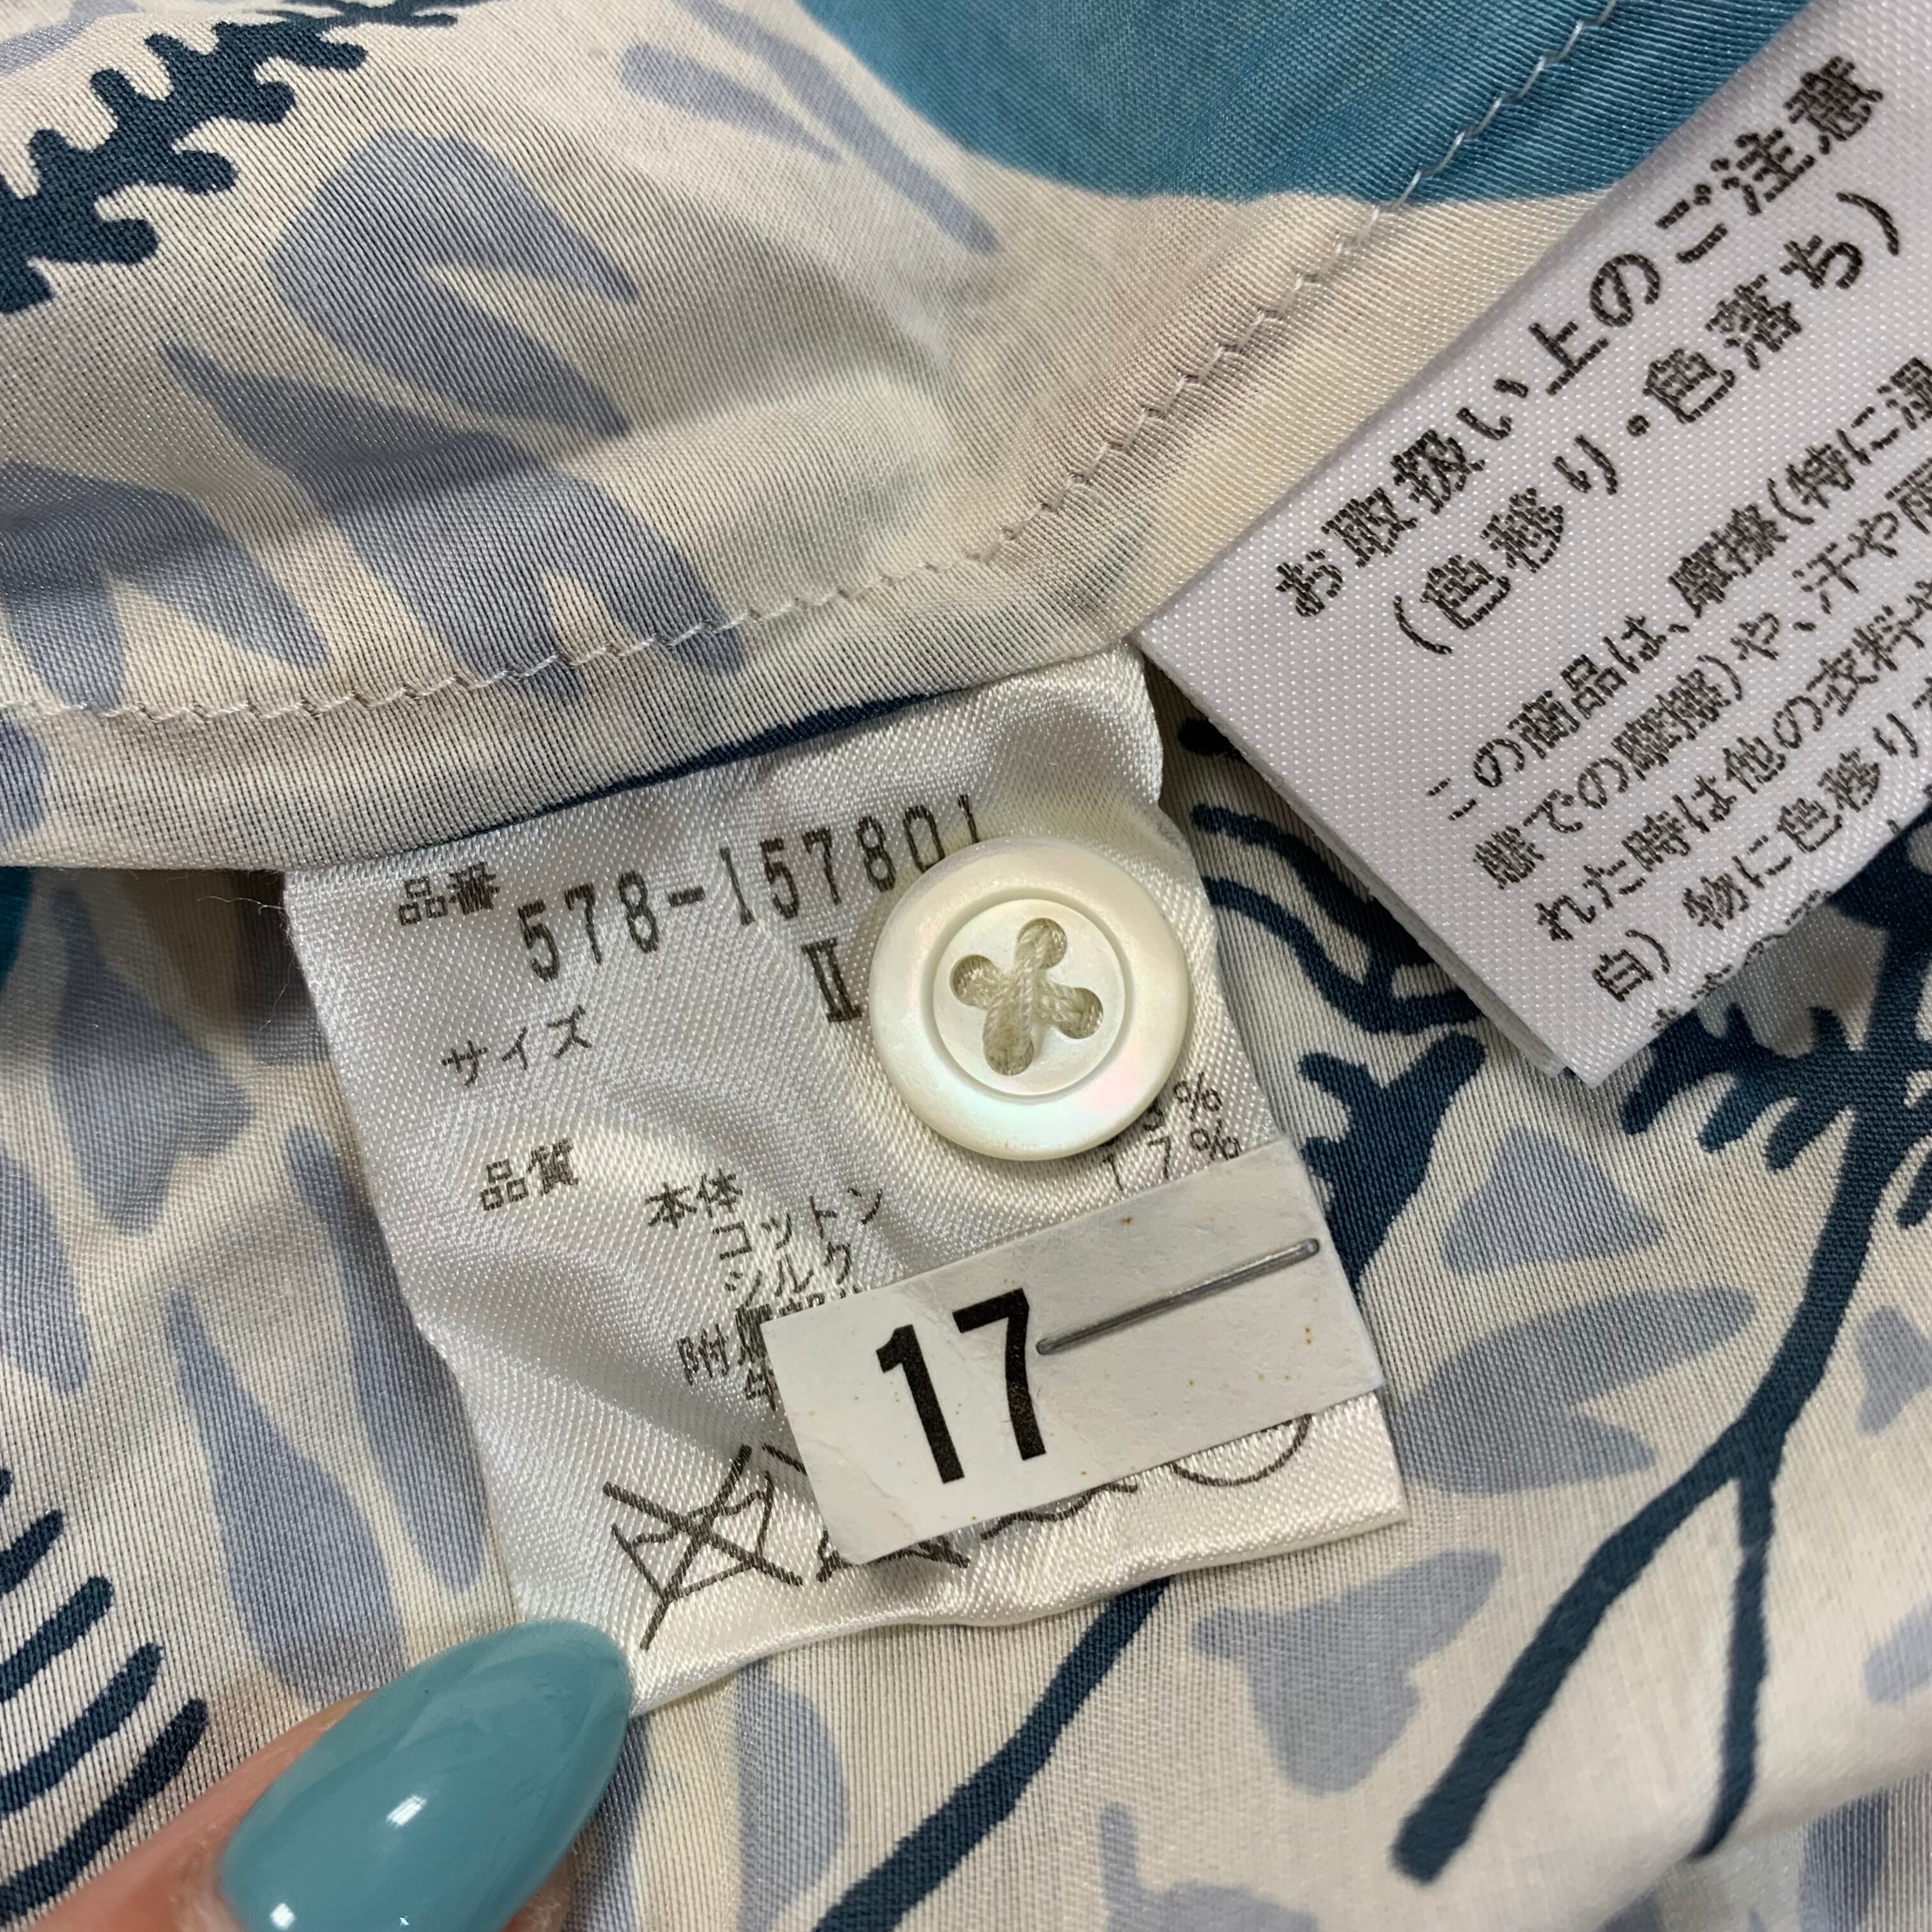 お取扱い上のご注意
(色移り・色落ち)
この商品は、摩擦(特に湿
態での摩擦)や、汗や雨
れた時は他の衣料や
白)物に色移り
品番 578-157801
サイズ Ⅱ
品質
本体 %
コットン 17%
シルク
附
17